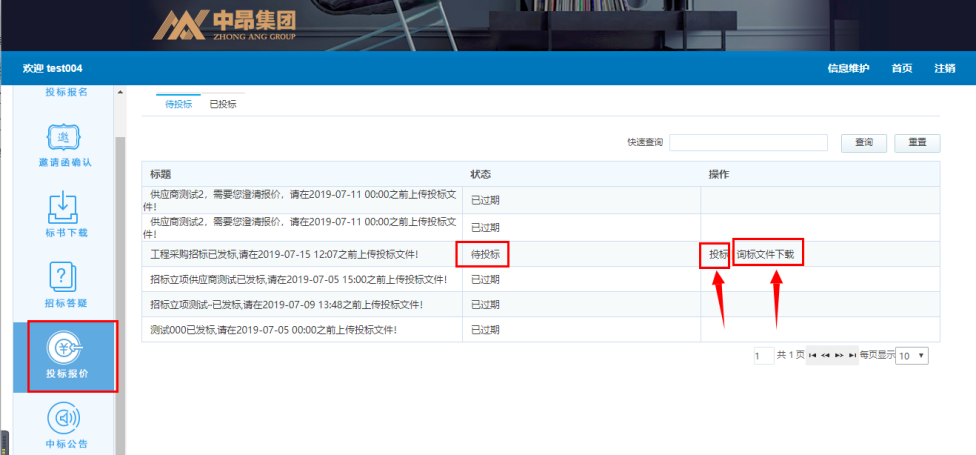 中昂集团
ZHONG ANG GROUP
欢迎 test004
信息维护 首页 注销
投标报名
邀
邀请函确认
标书下载
招标答疑
投标报价
中标公告
待投标 已投标
快速查询 查询 重置
标题 状态 操作
供应商测试2，需要您澄清报价，请在2019-07-11 00:00之前上传投标文
件! 已过期
供应商测试2，需要您澄清报价，请在2019-07-11 00:00之前上传投标文
件! 已过期
工程采购招标已发标,请在2019-07-15 12:07之前上传投标文件! 待投标 投标 询标文件下载
招标立项供应商测试已发标,请在2019-07-05 15:00之前上传投标文件! 已过期
招标立项测试-已发标,请在2019-07-09 13:48之前上传投标文件! 已过期
测试000已发标,请在2019-07-05 00:00之前上传投标文件! 已过期
1 共 1 页 每页显示 10